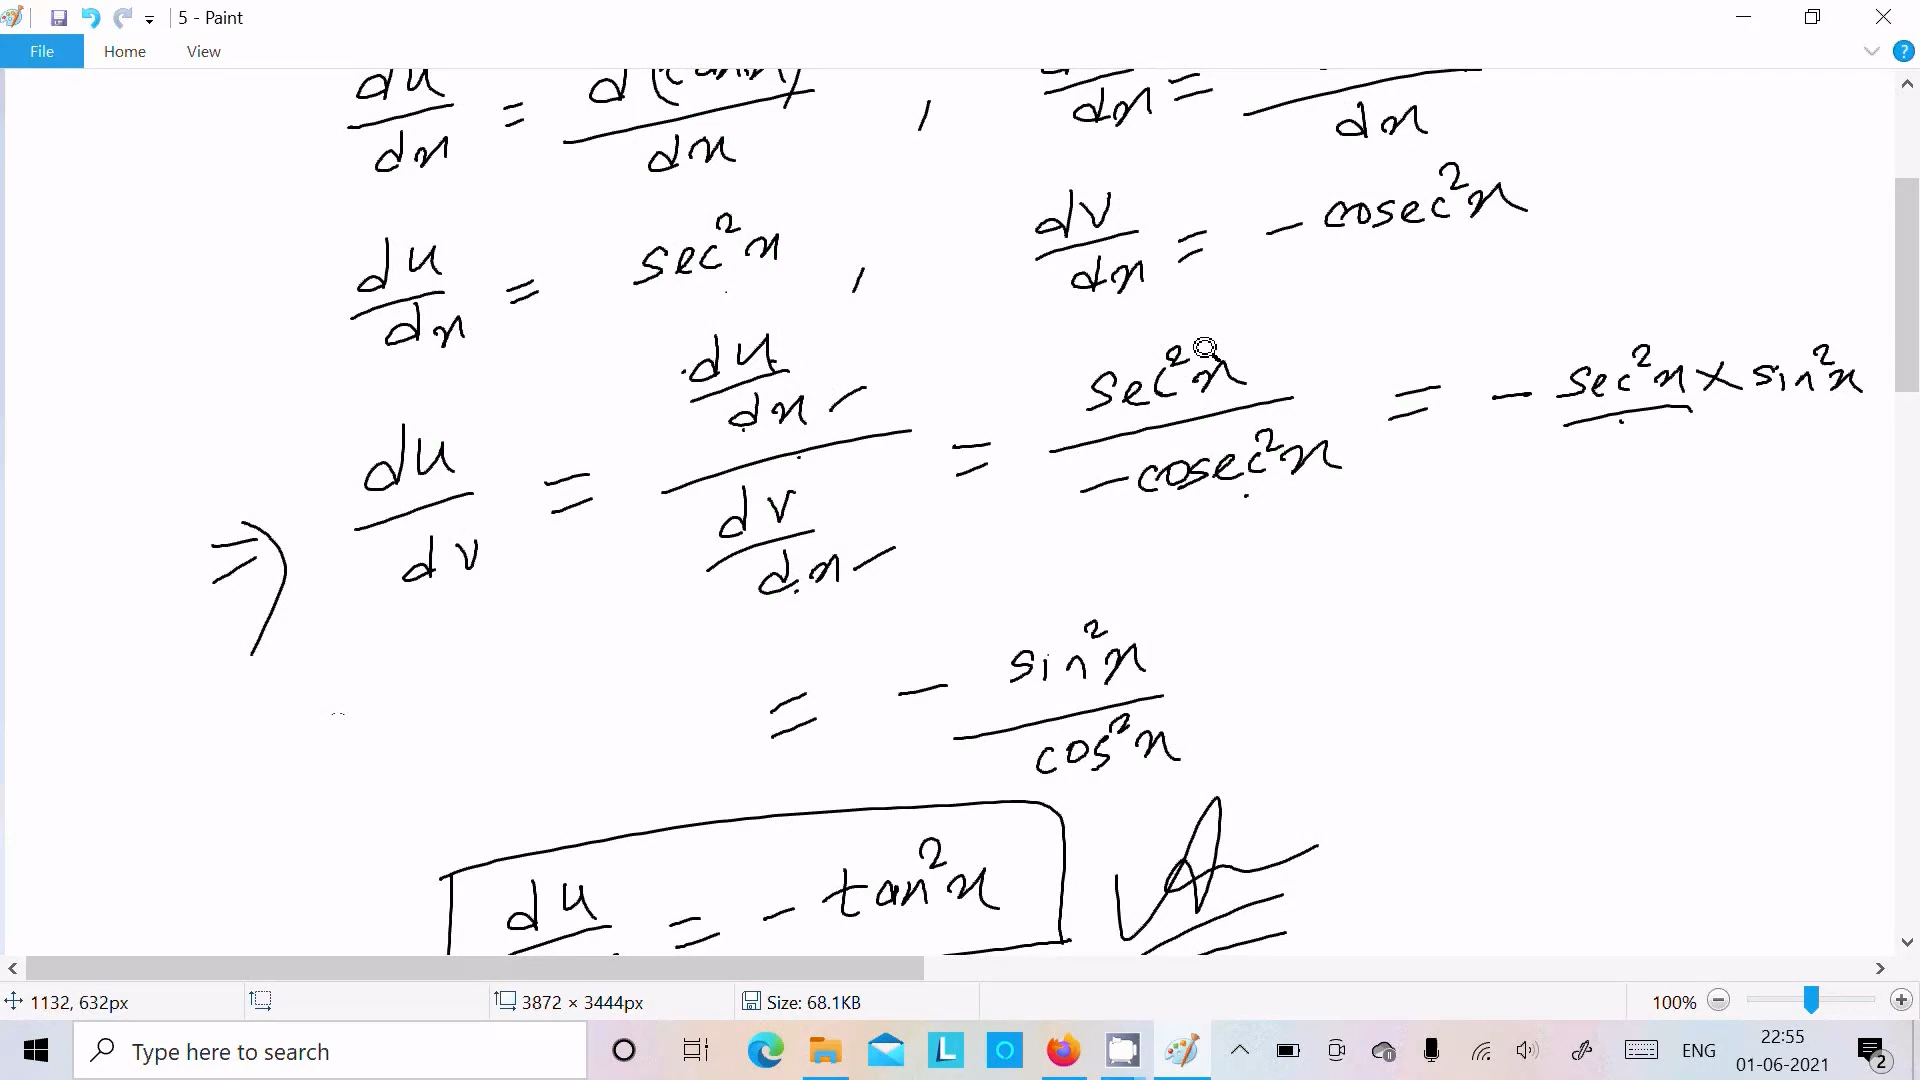 5 - Paint
File Home View
du/dx = d(tanx)/dx , /dx = /dx
du/dx = sec²x , dv/dx = - cosec²x
⇒ du/dv = (du/dx)/(dv/dx) = sec²x/-cosec²x = - sec²x × sin²x
= - sin²x/cos²x
du = - tan²x
1132, 632px 3872 × 3444px Size: 68.1KB 100%
Type here to search ENG 22:55
01-06-2021 2